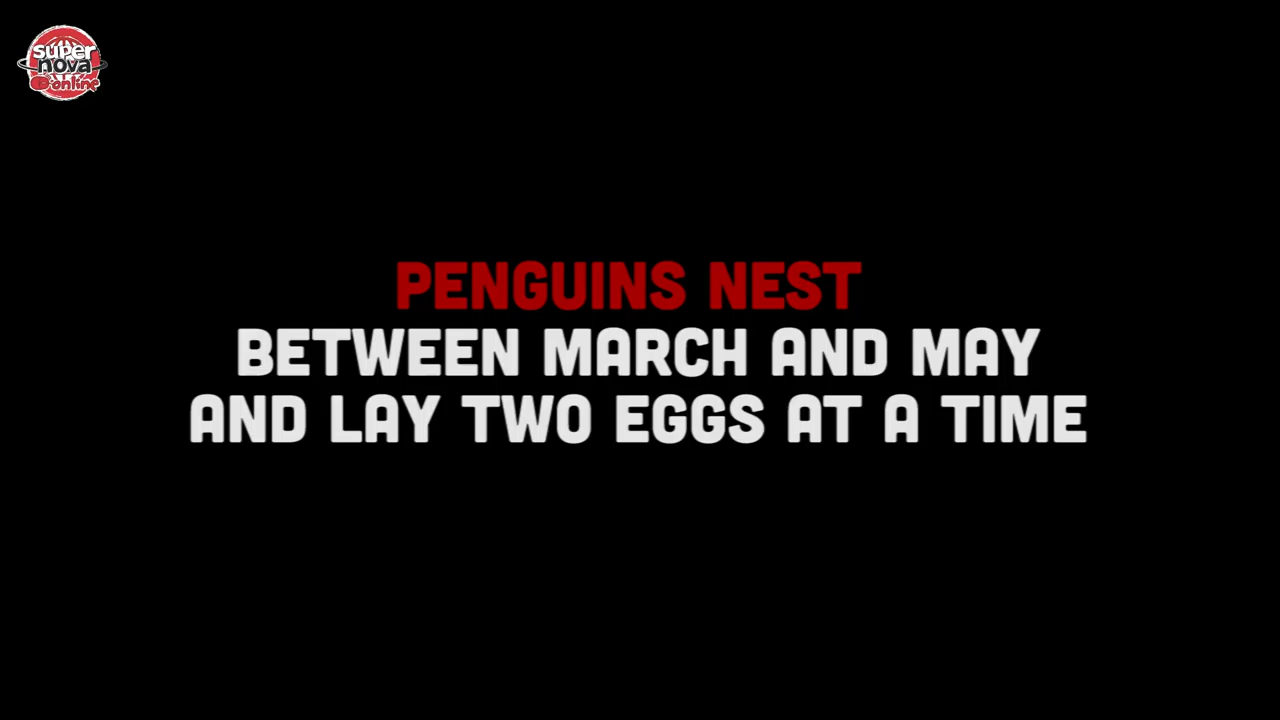 super
nova
online
PENGUINS NEST
BETWEEN MARCH AND MAY
AND LAY TWO EGGS AT A TIME